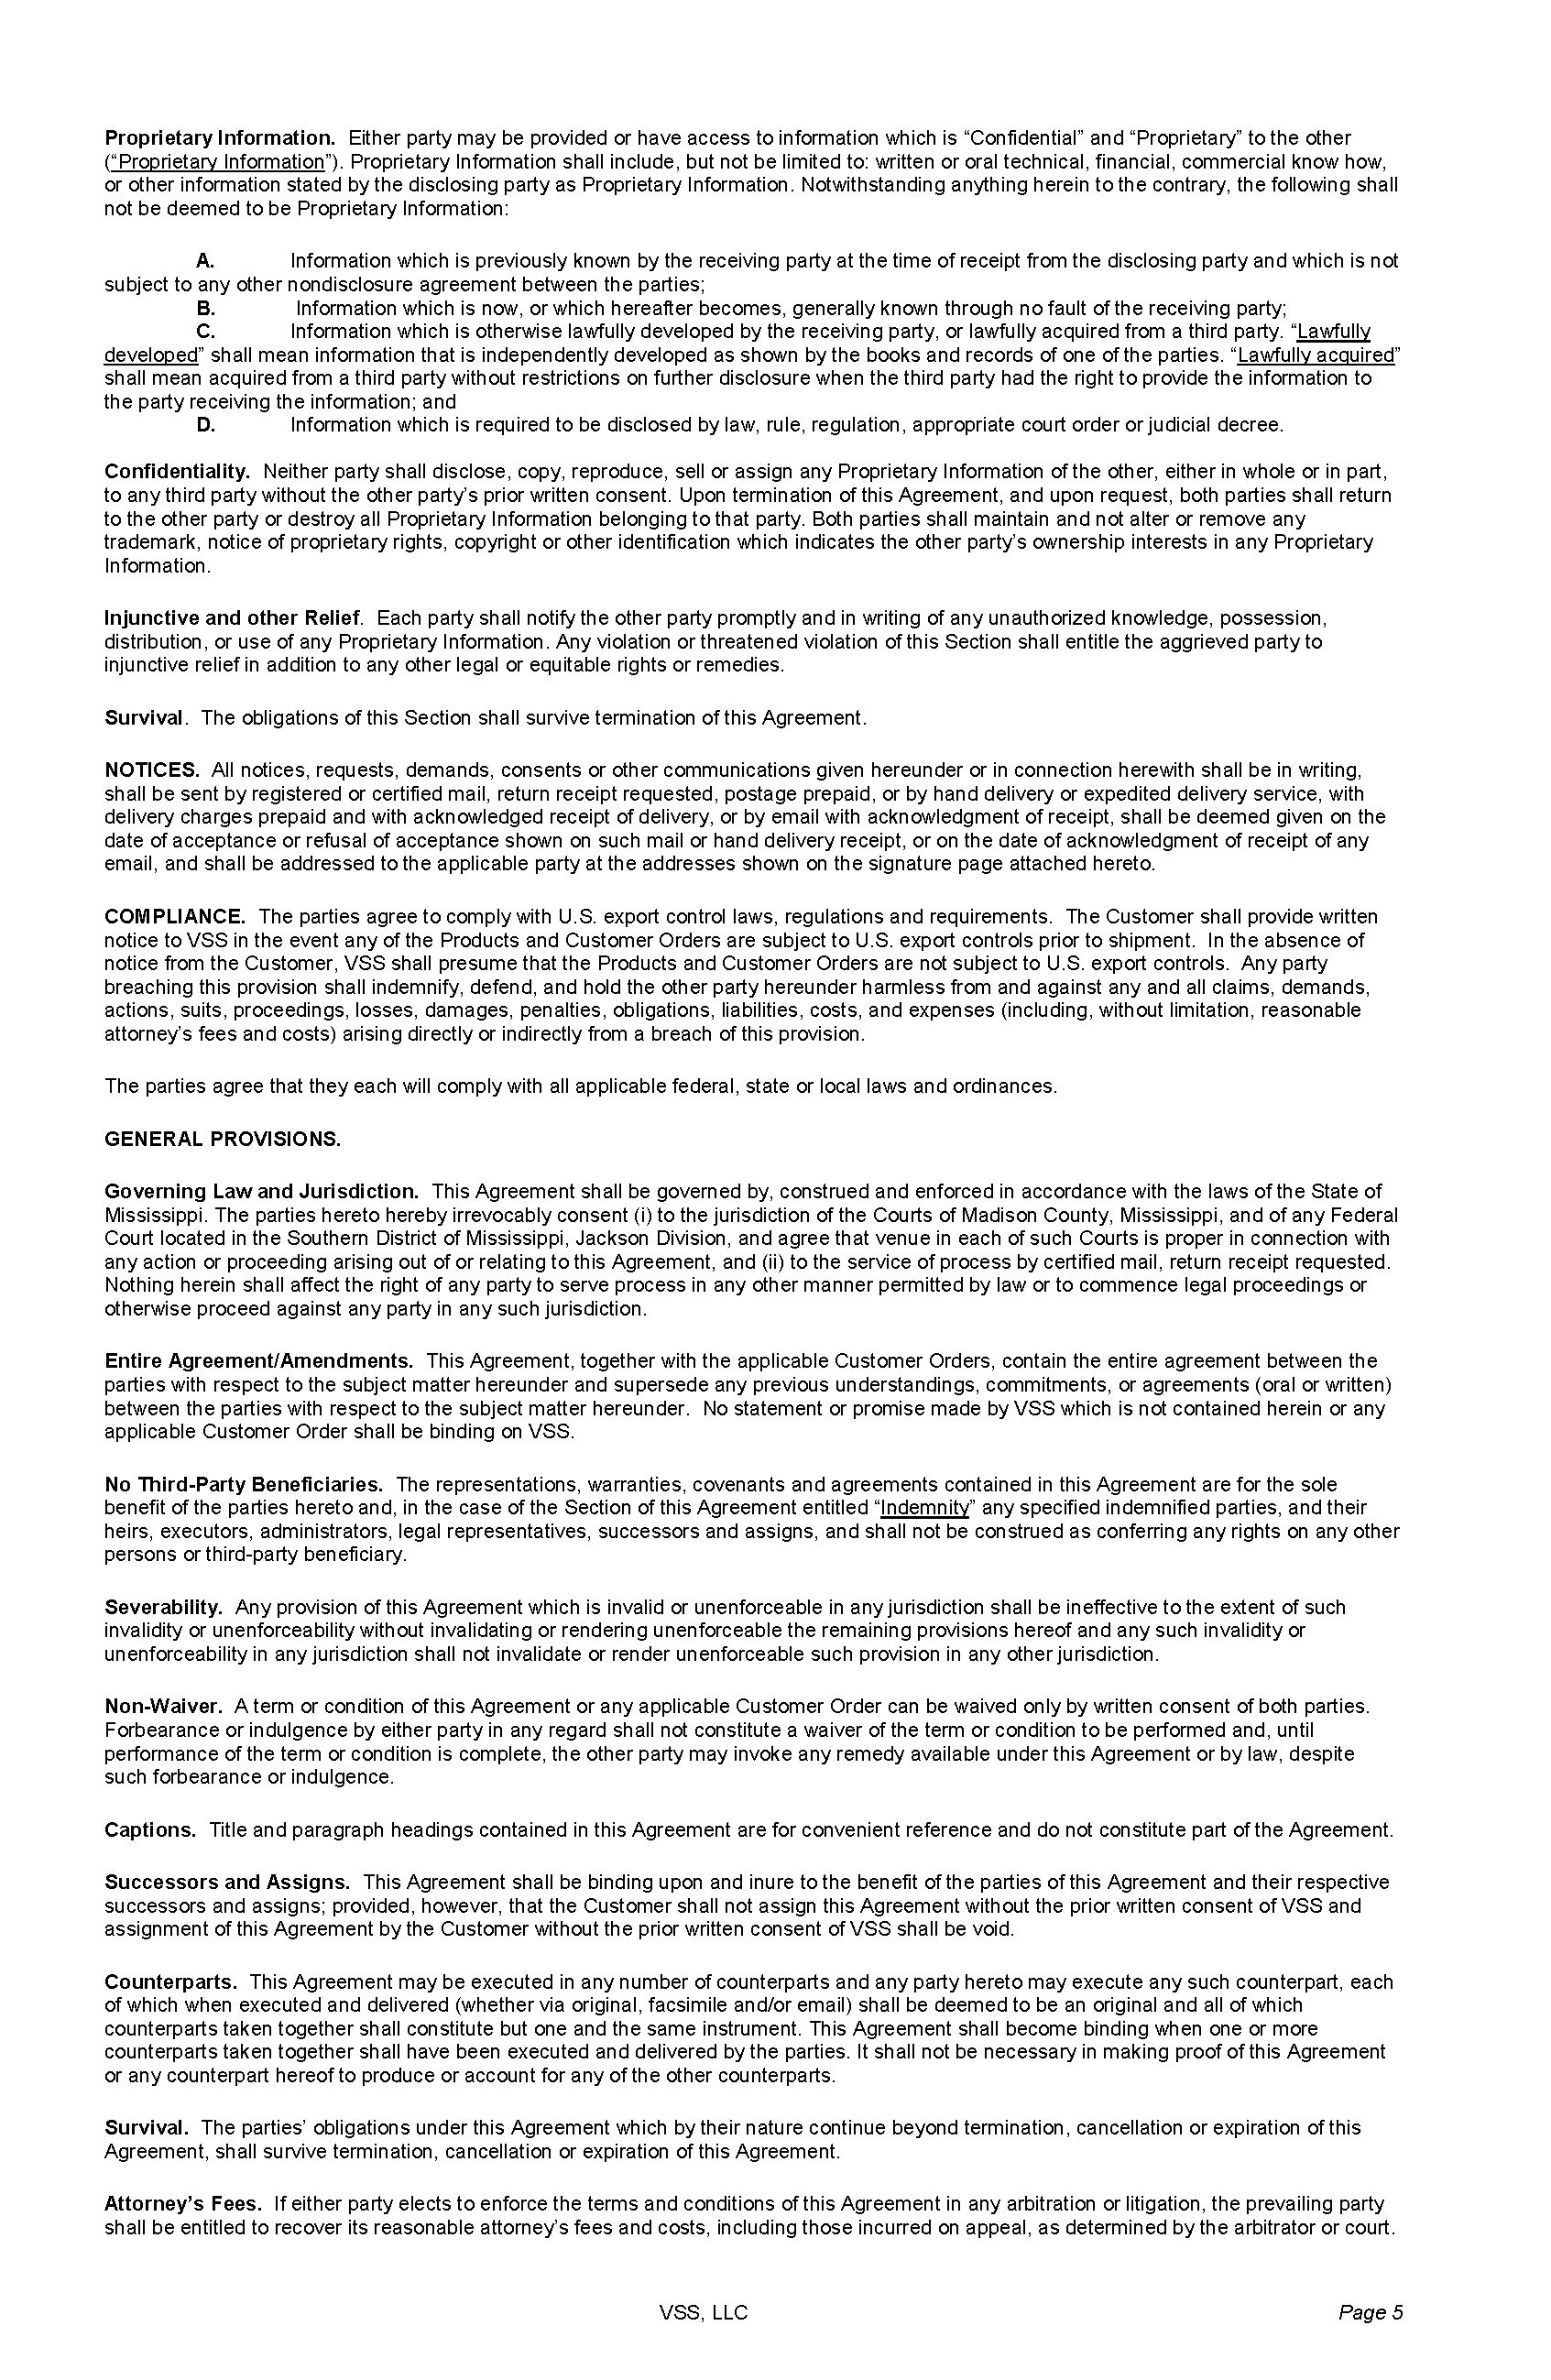 Proprietary Information.  Either party may be provided or have access to information which is “Confidential” and “Proprietary” to the other
(“Proprietary Information”). Proprietary Information shall include, but not be limited to: written or oral technical, financial, commercial know how,
or other information stated by the disclosing party as Proprietary Information. Notwithstanding anything herein to the contrary, the following shall
not be deemed to be Proprietary Information:
A. Information which is previously known by the receiving party at the time of receipt from the disclosing party and which is not
subject to any other nondisclosure agreement between the parties;
B. Information which is now, or which hereafter becomes, generally known through no fault of the receiving party;
C. Information which is otherwise lawfully developed by the receiving party, or lawfully acquired from a third party. “Lawfully
developed” shall mean information that is independently developed as shown by the books and records of one of the parties. “Lawfully acquired”
shall mean acquired from a third party without restrictions on further disclosure when the third party had the right to provide the information to
the party receiving the information; and
D. Information which is required to be disclosed by law, rule, regulation, appropriate court order or judicial decree.
Confidentiality.  Neither party shall disclose, copy, reproduce, sell or assign any Proprietary Information of the other, either in whole or in part,
to any third party without the other party’s prior written consent. Upon termination of this Agreement, and upon request, both parties shall return
to the other party or destroy all Proprietary Information belonging to that party. Both parties shall maintain and not alter or remove any
trademark, notice of proprietary rights, copyright or other identification which indicates the other party’s ownership interests in any Proprietary
Information.
Injunctive and other Relief.  Each party shall notify the other party promptly and in writing of any unauthorized knowledge, possession,
distribution, or use of any Proprietary Information. Any violation or threatened violation of this Section shall entitle the aggrieved party to
injunctive relief in addition to any other legal or equitable rights or remedies.
Survival.  The obligations of this Section shall survive termination of this Agreement.
NOTICES.  All notices, requests, demands, consents or other communications given hereunder or in connection herewith shall be in writing,
shall be sent by registered or certified mail, return receipt requested, postage prepaid, or by hand delivery or expedited delivery service, with
delivery charges prepaid and with acknowledged receipt of delivery, or by email with acknowledgment of receipt, shall be deemed given on the
date of acceptance or refusal of acceptance shown on such mail or hand delivery receipt, or on the date of acknowledgment of receipt of any
email, and shall be addressed to the applicable party at the addresses shown on the signature page attached hereto.
COMPLIANCE.  The parties agree to comply with U.S. export control laws, regulations and requirements.  The Customer shall provide written
notice to VSS in the event any of the Products and Customer Orders are subject to U.S. export controls prior to shipment.  In the absence of
notice from the Customer, VSS shall presume that the Products and Customer Orders are not subject to U.S. export controls.  Any party
breaching this provision shall indemnify, defend, and hold the other party hereunder harmless from and against any and all claims, demands,
actions, suits, proceedings, losses, damages, penalties, obligations, liabilities, costs, and expenses (including, without limitation, reasonable
attorney’s fees and costs) arising directly or indirectly from a breach of this provision.
The parties agree that they each will comply with all applicable federal, state or local laws and ordinances.
GENERAL PROVISIONS.
Governing Law and Jurisdiction.  This Agreement shall be governed by, construed and enforced in accordance with the laws of the State of
Mississippi. The parties hereto hereby irrevocably consent (i) to the jurisdiction of the Courts of Madison County, Mississippi, and of any Federal
Court located in the Southern District of Mississippi, Jackson Division, and agree that venue in each of such Courts is proper in connection with
any action or proceeding arising out of or relating to this Agreement, and (ii) to the service of process by certified mail, return receipt requested.
Nothing herein shall affect the right of any party to serve process in any other manner permitted by law or to commence legal proceedings or
otherwise proceed against any party in any such jurisdiction.
Entire Agreement/Amendments.  This Agreement, together with the applicable Customer Orders, contain the entire agreement between the
parties with respect to the subject matter hereunder and supersede any previous understandings, commitments, or agreements (oral or written)
between the parties with respect to the subject matter hereunder.  No statement or promise made by VSS which is not contained herein or any
applicable Customer Order shall be binding on VSS.
No Third-Party Beneficiaries.  The representations, warranties, covenants and agreements contained in this Agreement are for the sole
benefit of the parties hereto and, in the case of the Section of this Agreement entitled “Indemnity” any specified indemnified parties, and their
heirs, executors, administrators, legal representatives, successors and assigns, and shall not be construed as conferring any rights on any other
persons or third-party beneficiary.
Severability.  Any provision of this Agreement which is invalid or unenforceable in any jurisdiction shall be ineffective to the extent of such
invalidity or unenforceability without invalidating or rendering unenforceable the remaining provisions hereof and any such invalidity or
unenforceability in any jurisdiction shall not invalidate or render unenforceable such provision in any other jurisdiction.
Non-Waiver.  A term or condition of this Agreement or any applicable Customer Order can be waived only by written consent of both parties.
Forbearance or indulgence by either party in any regard shall not constitute a waiver of the term or condition to be performed and, until
performance of the term or condition is complete, the other party may invoke any remedy available under this Agreement or by law, despite
such forbearance or indulgence.
Captions.  Title and paragraph headings contained in this Agreement are for convenient reference and do not constitute part of the Agreement.
Successors and Assigns.  This Agreement shall be binding upon and inure to the benefit of the parties of this Agreement and their respective
successors and assigns; provided, however, that the Customer shall not assign this Agreement without the prior written consent of VSS and
assignment of this Agreement by the Customer without the prior written consent of VSS shall be void.
Counterparts.  This Agreement may be executed in any number of counterparts and any party hereto may execute any such counterpart, each
of which when executed and delivered (whether via original, facsimile and/or email) shall be deemed to be an original and all of which
counterparts taken together shall constitute but one and the same instrument. This Agreement shall become binding when one or more
counterparts taken together shall have been executed and delivered by the parties. It shall not be necessary in making proof of this Agreement
or any counterpart hereof to produce or account for any of the other counterparts.
Survival.  The parties’ obligations under this Agreement which by their nature continue beyond termination, cancellation or expiration of this
Agreement, shall survive termination, cancellation or expiration of this Agreement.
Attorney’s Fees.  If either party elects to enforce the terms and conditions of this Agreement in any arbitration or litigation, the prevailing party
shall be entitled to recover its reasonable attorney’s fees and costs, including those incurred on appeal, as determined by the arbitrator or court.
VSS, LLC Page 5